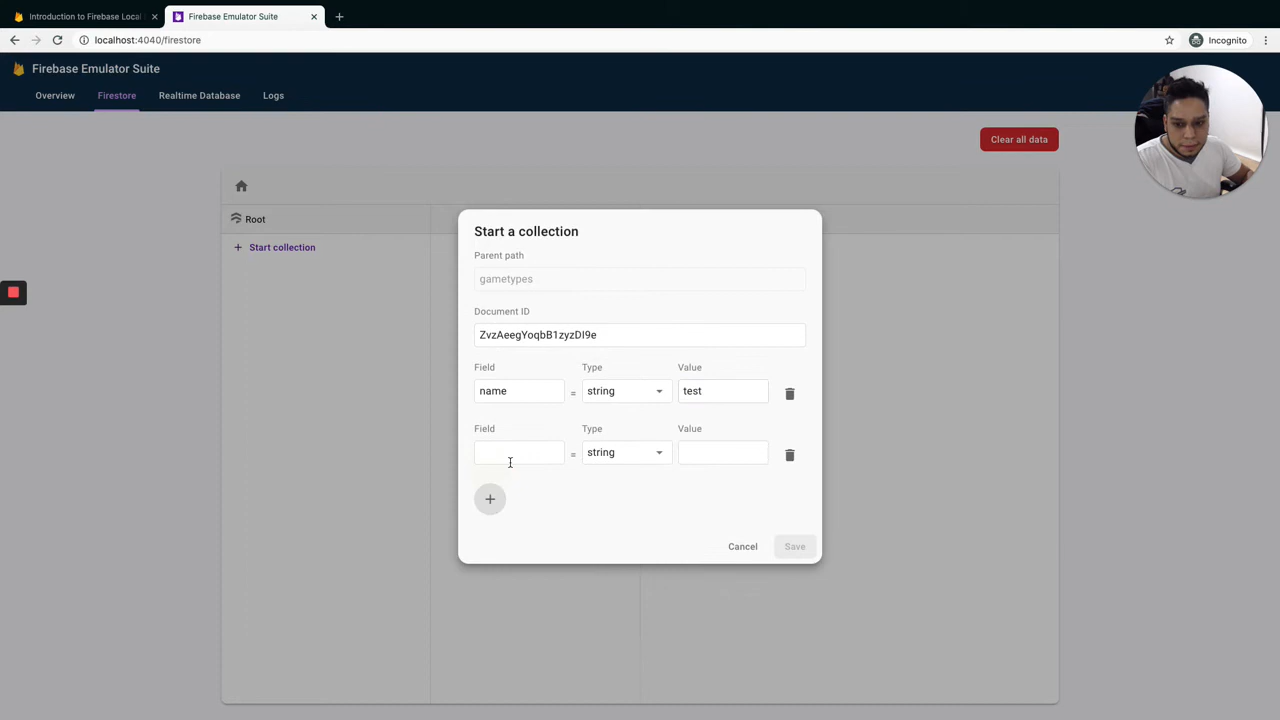 Introduction to Firebase Local
Firebase Emulator Suite
localhost:4040/firestore
Incognito
Firebase Emulator Suite
Overview
Firestore
Realtime Database
Logs
Clear all data
Root
+ Start collection
Start a collection
Parent path
gametypes
Document ID
ZvzAeegYoqbB1zyzDI9e
Field Type Value
name = string test
Field Type Value
= string
+
Cancel Save